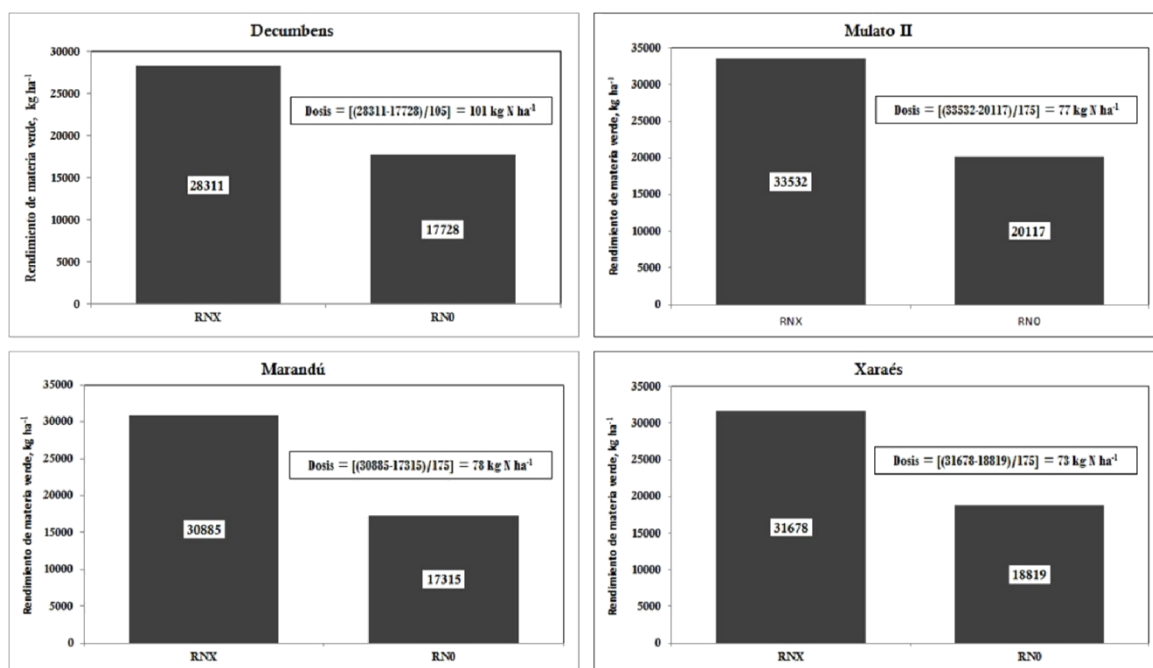 Decumbens
Rendimiento de materia verde, kg ha⁻¹
30000
25000
20000
15000
10000
5000
0
Dosis = [(28311-17728)/105] = 101 kg N ha⁻¹
28311
17728
RNX
RN0
Mulato II
Rendimiento de materia verde, kg ha⁻¹
35000
30000
25000
20000
15000
10000
5000
0
Dosis = [(33532-20117)/175] = 77 kg N ha⁻¹
33532
20117
RNX
RN0
Marandú
Rendimiento de materia verde, kg ha⁻¹
35000
30000
25000
20000
15000
10000
5000
0
Dosis = [(30885-17315)/175] = 78 kg N ha⁻¹
30885
17315
RNX
RN0
Xaraés
Rendimiento de materia verde, kg ha⁻¹
35000
30000
25000
20000
15000
10000
5000
0
Dosis = [(31678-18819)/175] = 73 kg N ha⁻¹
31678
18819
RNX
RN0